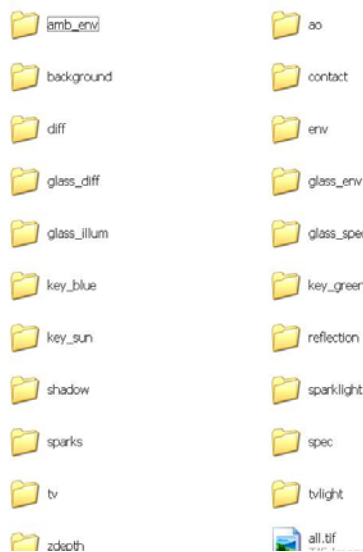 amb_env
ao
background
contact
diff
env
glass_diff
glass_env
glass_illum
glass_spec
key_blue
key_green
key_sun
reflection
shadow
sparklight
sparks
spec
tv
tvlight
zdepth
all.tif